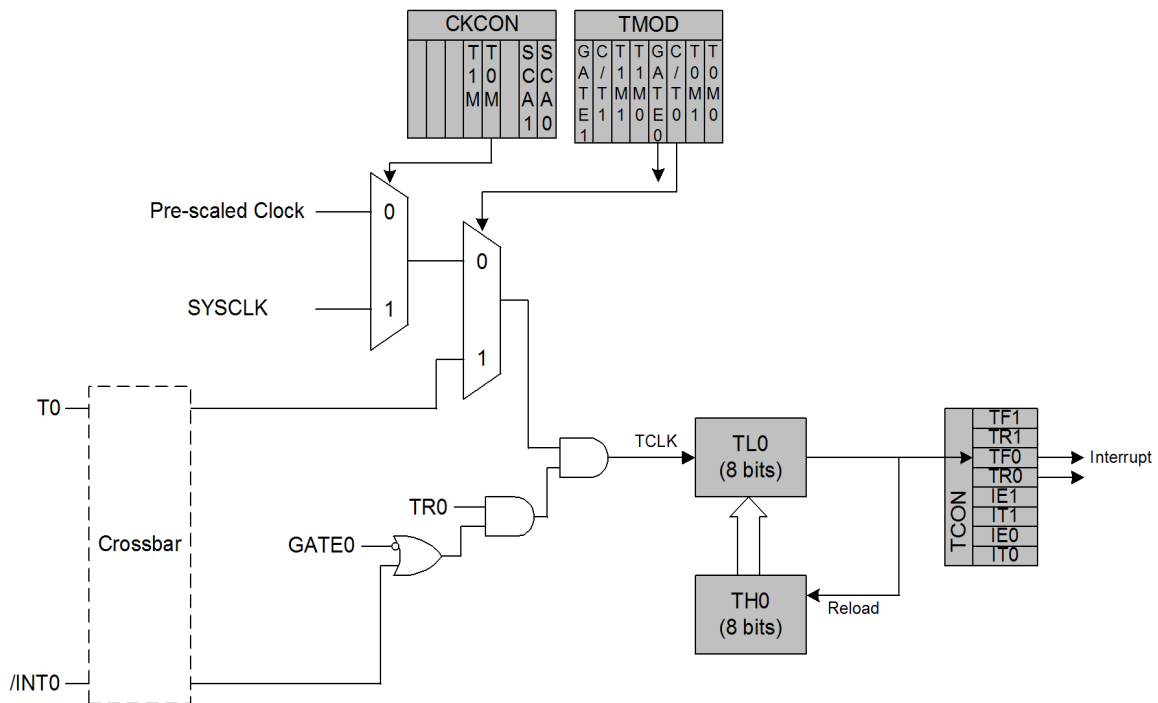 CKCON
T1M T0M SCA1 SCA0
TMOD
GATE1 C/T1 T1M1 T1M0 GATE0 C/T0 T0M1 T0M0
Pre-scaled Clock
0
SYSCLK
1
0
1
T0
Crossbar
/INT0
TR0
GATE0
TCLK
TL0
(8 bits)
TH0
(8 bits)
Reload
TCON
TF1
TR1
TF0
TR0
IE1
IT1
IE0
IT0
Interrupt